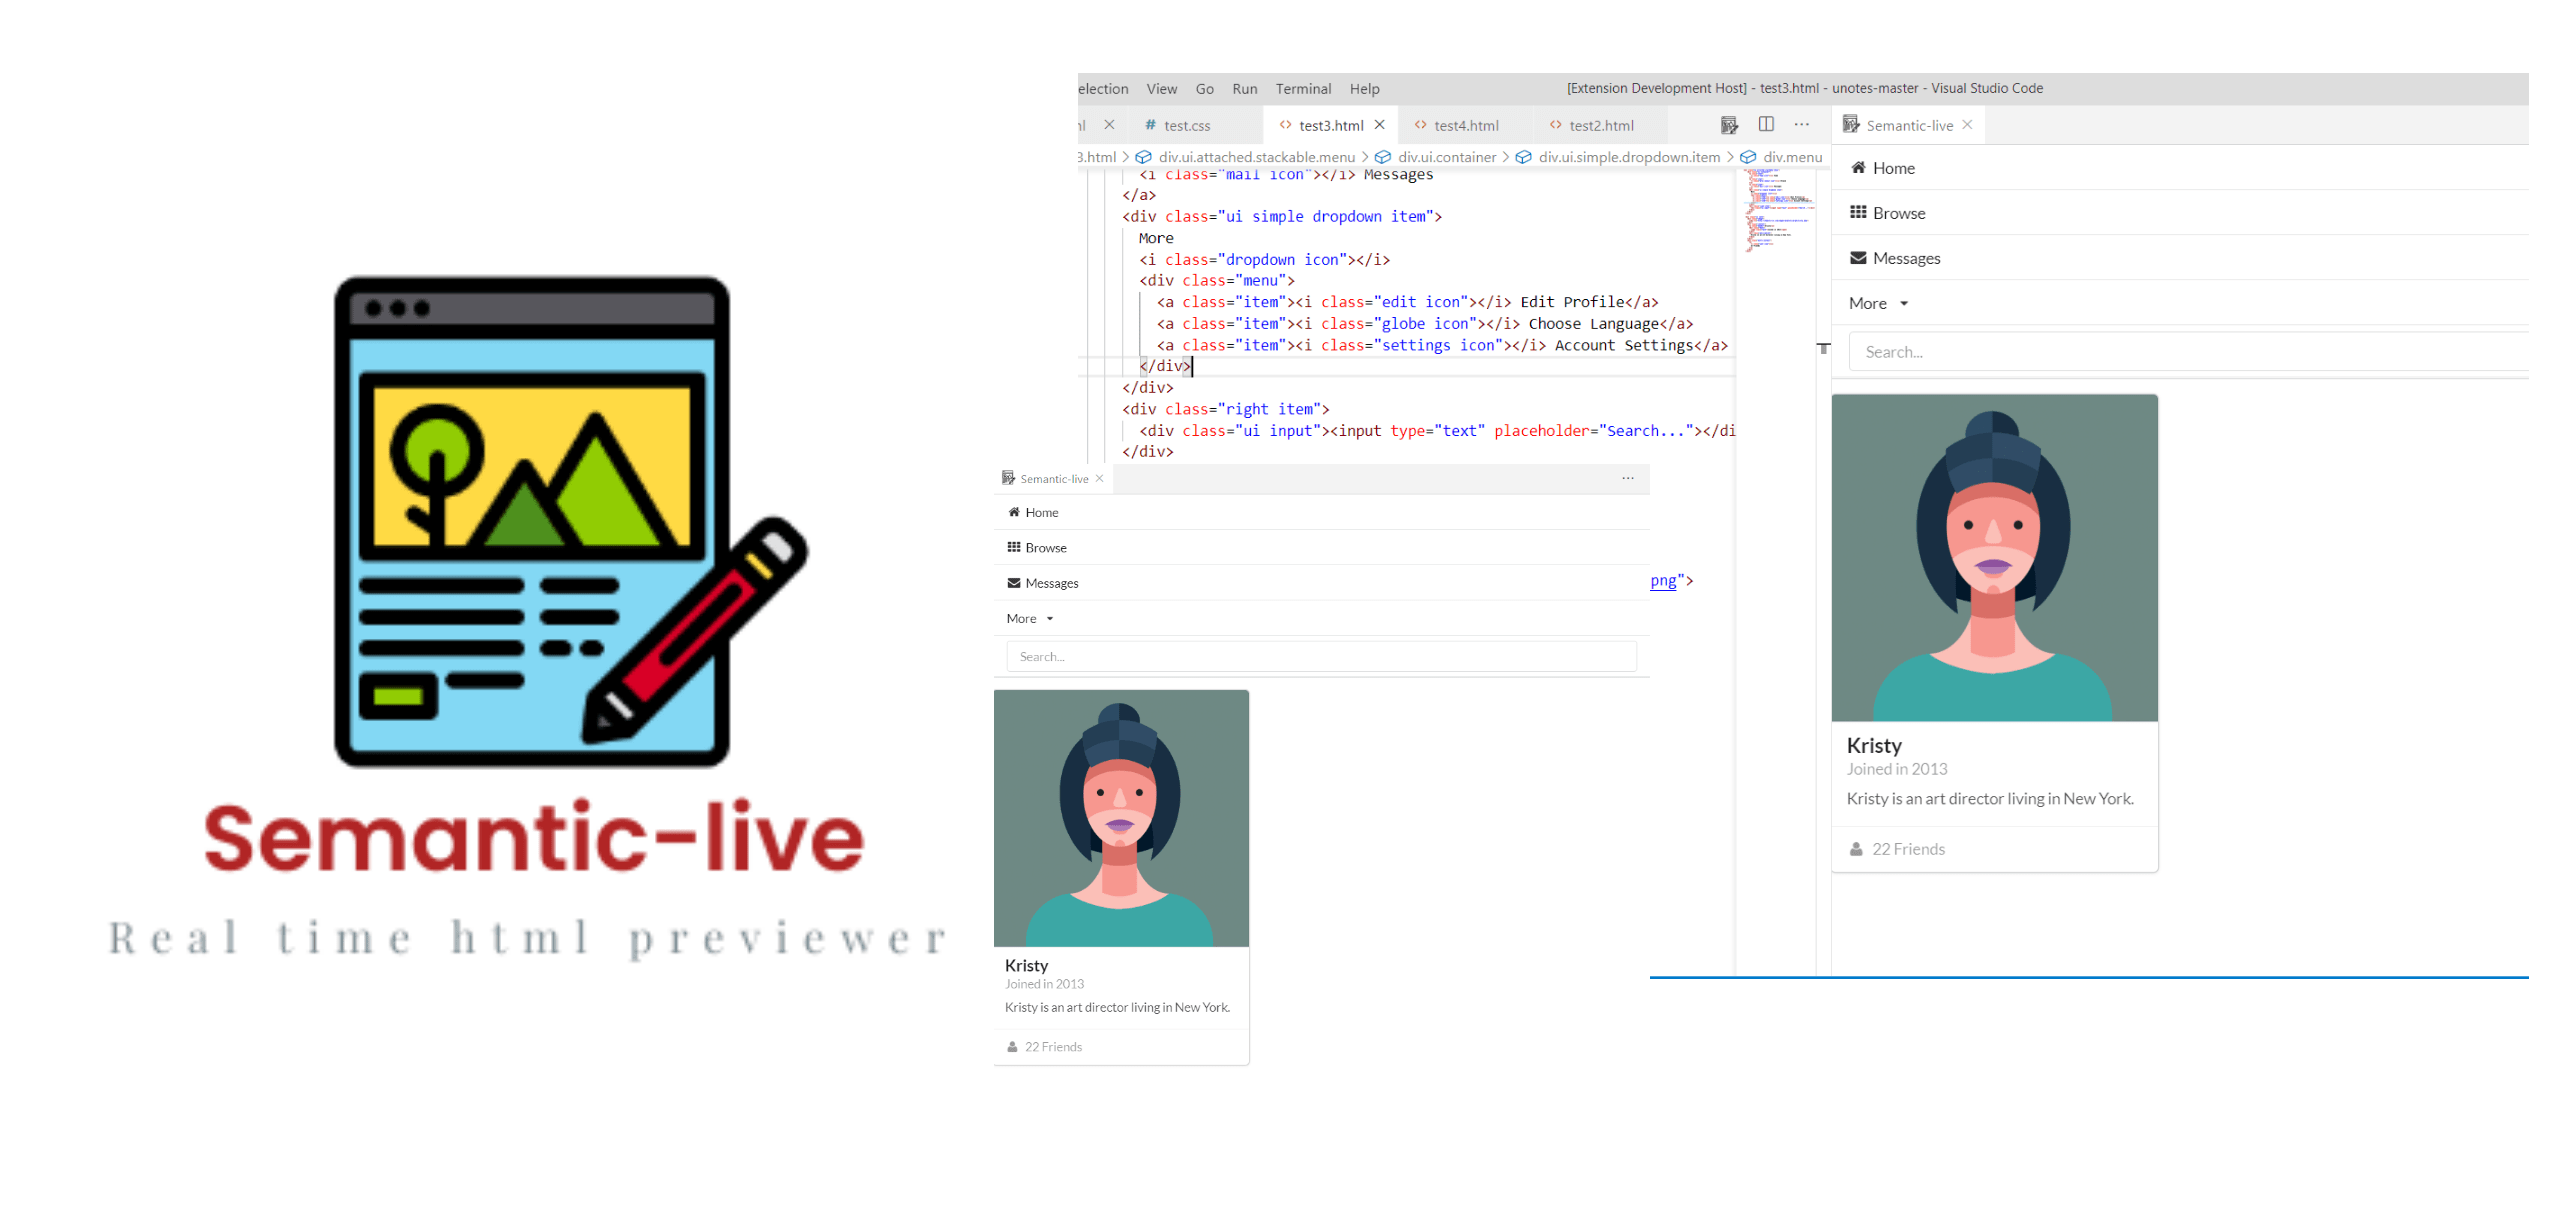 Semantic-live
Real time html previewer
election View Go Run Terminal Help [Extension Development Host] - test3.html - unotes-master - Visual Studio Code
# test.css
<> test3.html
<> test4.html
<> test2.html
3.html > div.ui.attached.stackable.menu > div.ui.container > div.ui.simple.dropdown.item > div.menu
<i class="mail icon"></i> Messages
</a>
<div class="ui simple dropdown item">
More
<i class="dropdown icon"></i>
<div class="menu">
<a class="item"><i class="edit icon"></i> Edit Profile</a>
<a class="item"><i class="globe icon"></i> Choose Language</a>
<a class="item"><i class="settings icon"></i> Account Settings</a>
</div>
</div>
<div class="right item">
<div class="ui input"><input type="text" placeholder="Search..."></di
</div>
png">
Semantic-live
Home
Browse
Messages
More
Search...
Kristy
Joined in 2013
Kristy is an art director living in New York.
22 Friends
Semantic-live
Home
Browse
Messages
More
Search...
Kristy
Joined in 2013
Kristy is an art director living in New York.
22 Friends